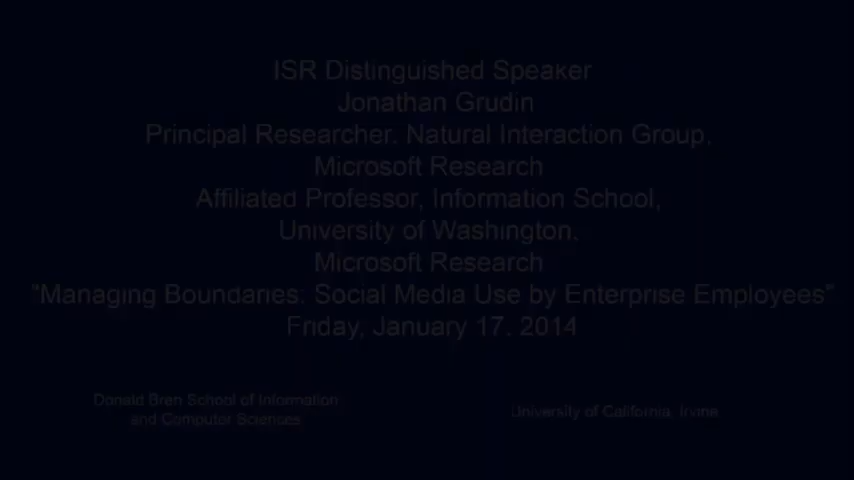 ISR Distinguished Speaker
Jonathan Grudin
Principal Researcher, Natural Interaction Group,
Microsoft Research
Affiliated Professor, Information School,
University of Washington,
Microsoft Research
"Managing Boundaries: Social Media Use by Enterprise Employees"
Friday, January 17, 2014
Donald Bren School of Information
and Computer Sciences
University of California, Irvine